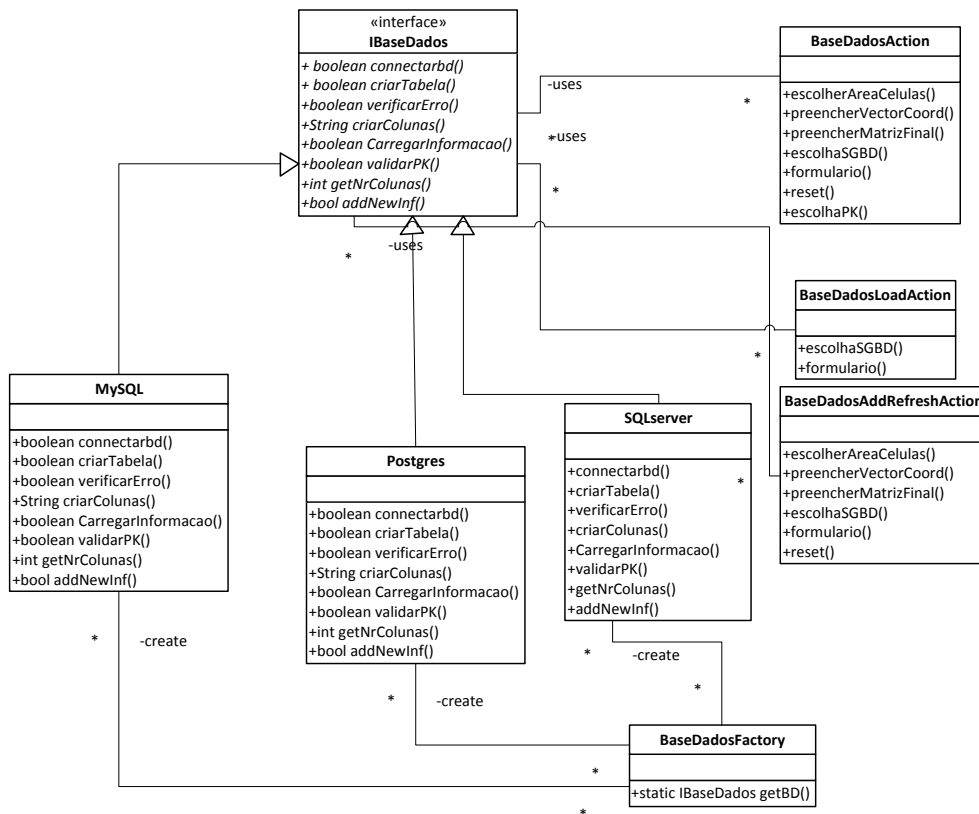 «interface»
IBaseDados
+ boolean connectarbd()
+ boolean criarTabela()
+boolean verificarErro()
+String criarColunas()
+boolean CarregarInformacao()
+boolean validarPK()
+int getNrColunas()
+bool addNewInf()
BaseDadosAction
+escolherAreaCelulas()
+preencherVectorCoord()
+preencherMatrizFinal()
+escolhaSGBD()
+formulario()
+reset()
+escolhaPK()
-uses
*
*
-uses
*
-uses
*
*
BaseDadosLoadAction
+escolhaSGBD()
+formulario()
BaseDadosAddRefreshAction
+escolherAreaCelulas()
+preencherVectorCoord()
+preencherMatrizFinal()
+escolhaSGBD()
+formulario()
+reset()
MySQL
+boolean connectarbd()
+boolean criarTabela()
+boolean verificarErro()
+String criarColunas()
+boolean CarregarInformacao()
+boolean validarPK()
+int getNrColunas()
+bool addNewInf()
Postgres
+boolean connectarbd()
+boolean criarTabela()
+boolean verificarErro()
+String criarColunas()
+boolean CarregarInformacao()
+boolean validarPK()
+int getNrColunas()
+bool addNewInf()
SQLserver
+connectarbd()
+criarTabela()
+verificarErro()
+criarColunas()
+CarregarInformacao()
+validarPK()
+getNrColunas()
+addNewInf()
*
*
-create
*
-create
*
-create
*
BaseDadosFactory
+static IBaseDados getBD()
*
*